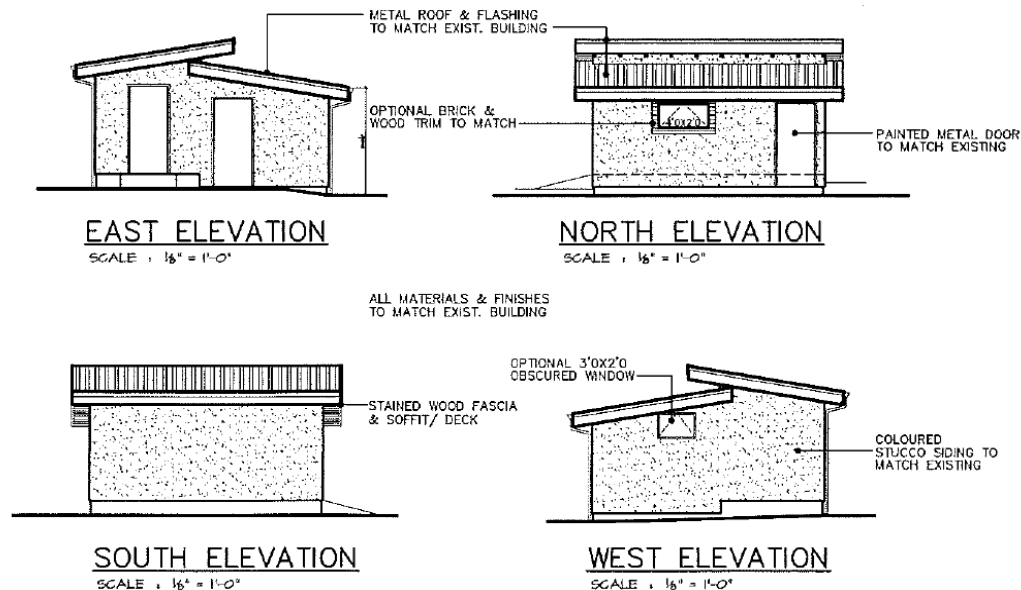 METAL ROOF & FLASHING
TO MATCH EXIST. BUILDING
OPTIONAL BRICK &
WOOD TRIM TO MATCH
4'0X2'0
PAINTED METAL DOOR
TO MATCH EXISTING
EAST ELEVATION
SCALE : 1/8" = 1'-0"
NORTH ELEVATION
SCALE : 1/8" = 1'-0"
ALL MATERIALS & FINISHES
TO MATCH EXIST. BUILDING
OPTIONAL 3'0X2'0
OBSCURED WINDOW
STAINED WOOD FASCIA
& SOFFIT/ DECK
COLOURED
STUCCO SIDING TO
MATCH EXISTING
SOUTH ELEVATION
SCALE : 1/8" = 1'-0"
WEST ELEVATION
SCALE : 1/8" = 1'-0"